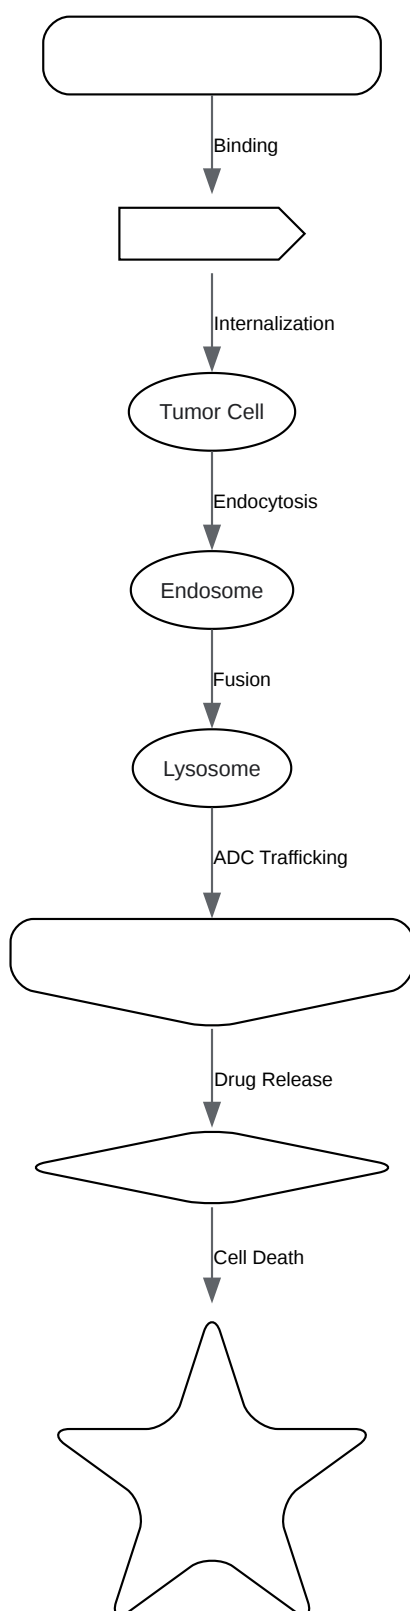 Binding
Internalization
Tumor Cell
Endocytosis
Endosome
Fusion
Lysosome
ADC Trafficking
Drug Release
Cell Death